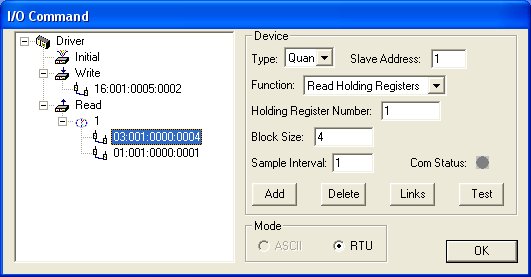 I/O Command
Driver
Initial
Write
16:001:0005:0002
Read
1
03:001:0000:0004
01:001:0000:0001
Device
Type: Quan Slave Address: 1
Function: Read Holding Registers
Holding Register Number: 1
Block Size: 4
Sample Interval: 1 Com Status:
Add Delete Links Test
Mode
ASCII RTU
OK